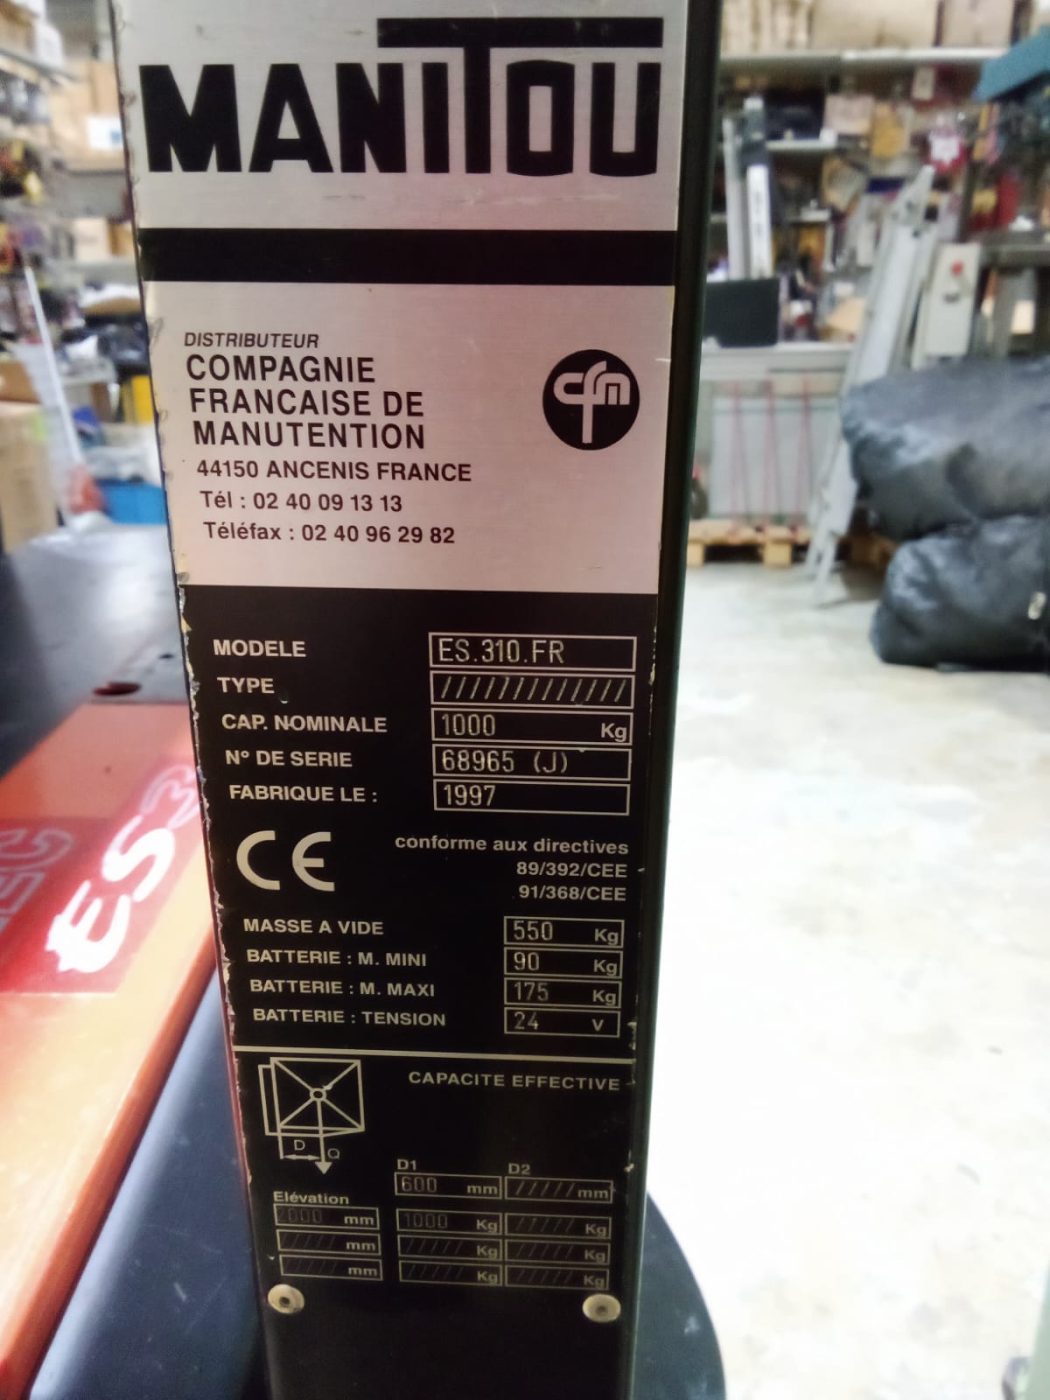 MANITOU
DISTRIBUTEUR
COMPAGNIE
FRANCAISE DE
MANUTENTION
cfm
44150 ANCENIS FRANCE
Tél : 02 40 09 13 13
Téléfax : 02 40 96 29 82
MODELE ES.310.FR
TYPE /////////////
CAP. NOMINALE 1000 Kg
N° DE SERIE 68965 (J)
FABRIQUE LE : 1997
CE conforme aux directives
89/392/CEE
91/368/CEE
MASSE A VIDE 550 Kg
BATTERIE : M. MINI 90 Kg
BATTERIE : M. MAXI 175 Kg
BATTERIE : TENSION 24 V
CAPACITE EFFECTIVE
D Q
D1 D2
600 mm ///// mm
Elévation
mm 1000 Kg ///// Kg
///// mm ///// Kg ///// Kg
///// mm ///// Kg ///// Kg
ES3